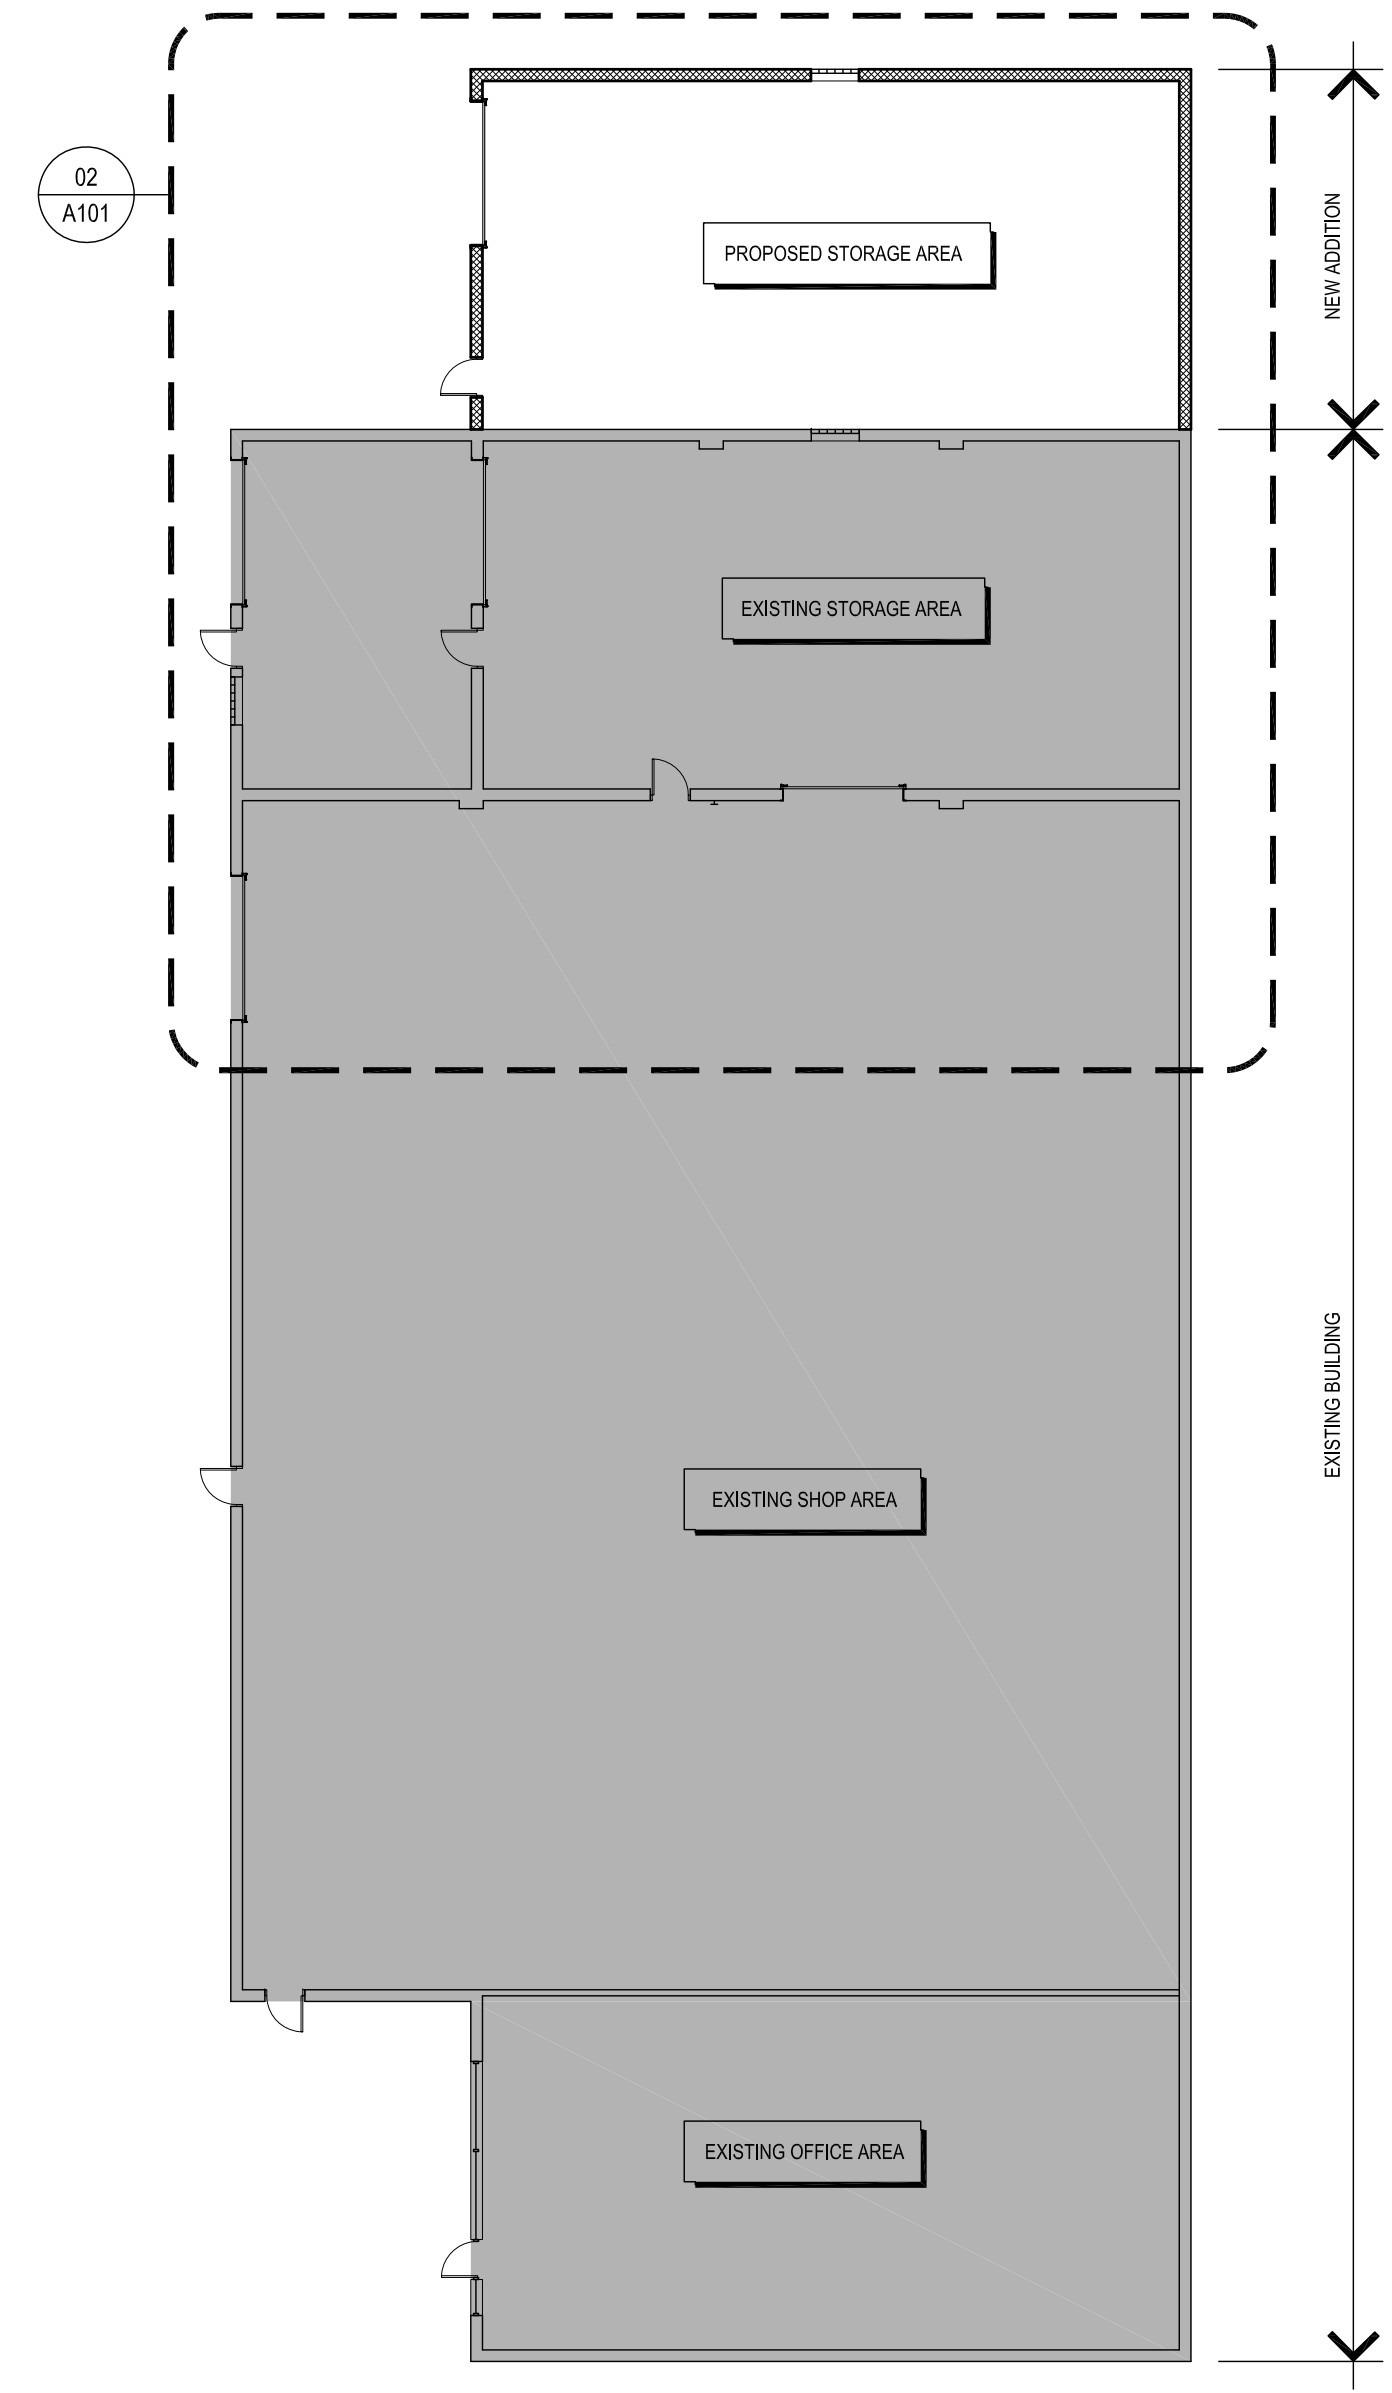 02
A101
PROPOSED STORAGE AREA
NEW ADDITION
EXISTING STORAGE AREA
EXISTING BUILDING
EXISTING SHOP AREA
EXISTING OFFICE AREA